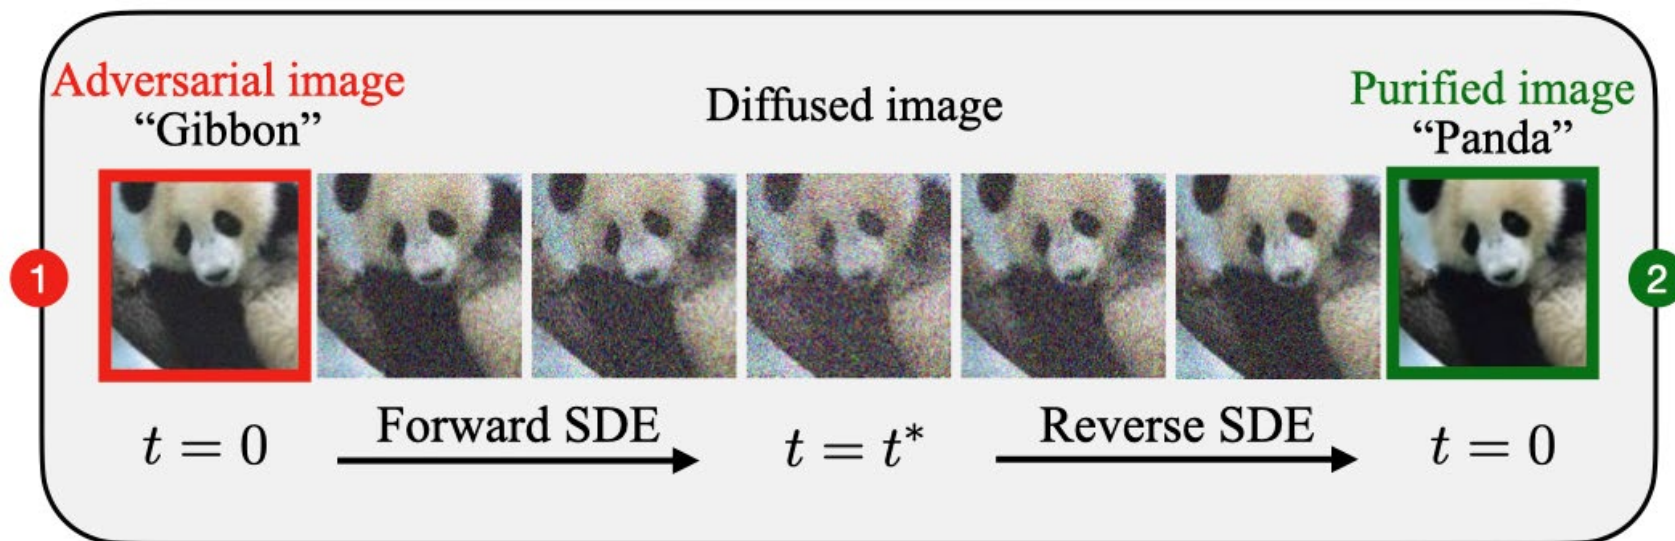 Adversarial image
“Gibbon”
Diffused image
Purified image
“Panda”
1
2
t = 0
Forward SDE
t = t*
Reverse SDE
t = 0